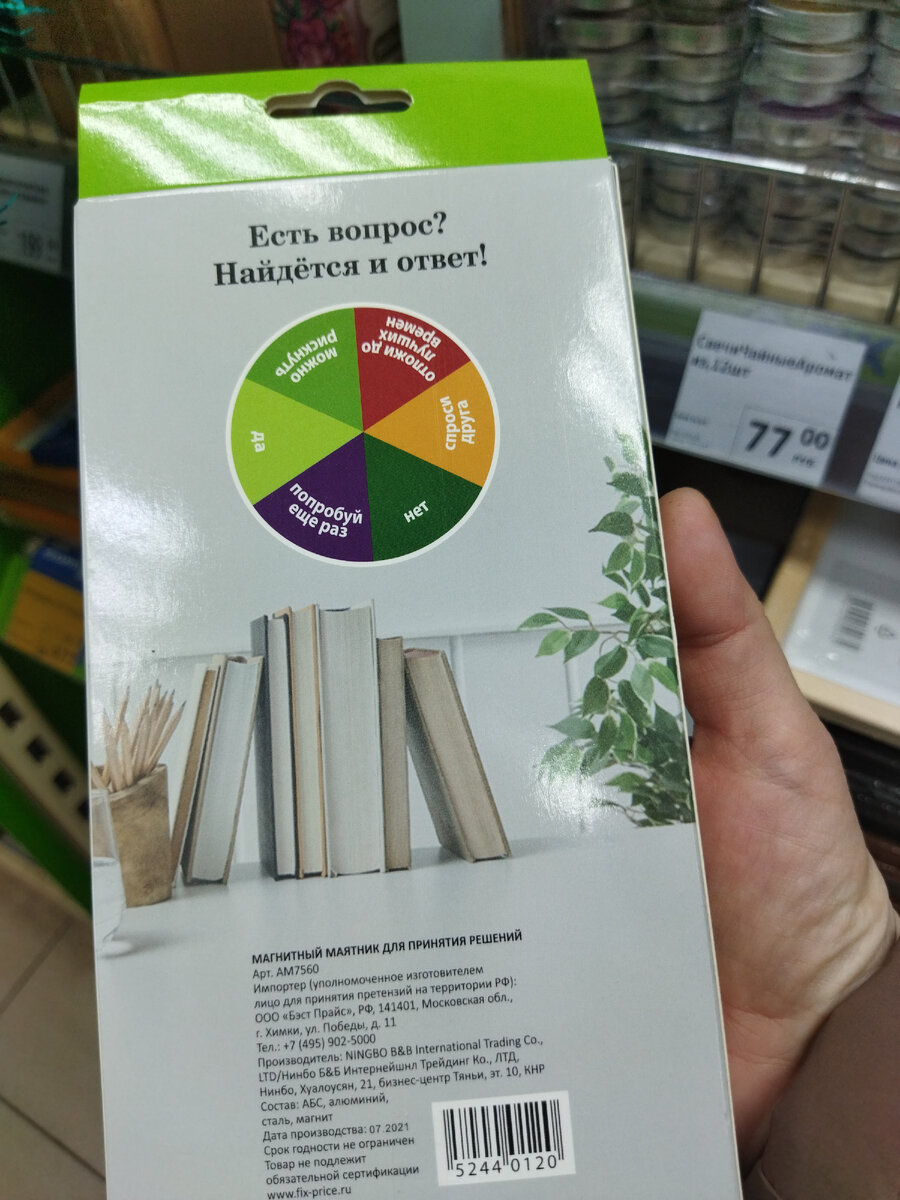 Есть вопрос?
Найдётся и ответ!
можно
рискнуть
отложи до
лучших
времен
спроси
друга
нет
попробуй
еще раз
да
СвечиЧайныеАромат
из,12шт
77 00
МАГНИТНЫЙ МАЯТНИК ДЛЯ ПРИНЯТИЯ РЕШЕНИЙ
Арт. АМ7560
Импортер (уполномоченное изготовителем
лицо для принятия претензий на территории РФ):
ООО «Бэст Прайс», РФ, 141401, Московская обл.,
г. Химки, ул. Победы, д. 11
Тел.: +7 (495) 902-5000
Производитель: NINGBO B&B International Trading Co.,
LTD/Нинбо Б&Б Интернейшнл Трейдинг Ко., ЛТД,
Нинбо, Хуалоусян, 21, бизнес-центр Тяньи, эт. 10, КНР
Состав: АБС, алюминий,
сталь, магнит
Дата производства: 07.2021
Срок годности не ограничен
Товар не подлежит
обязательной сертификации
www.fix-price.ru
5244 0120